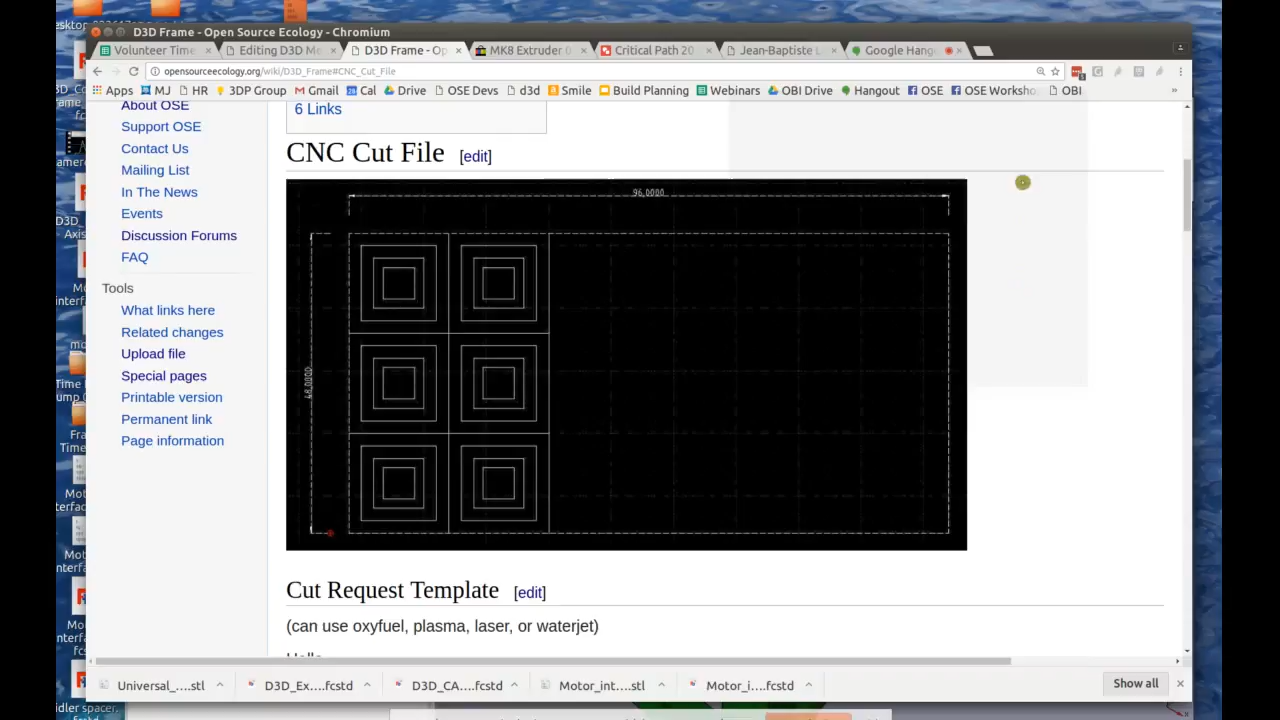 D3D Frame - Open Source Ecology - Chromium
Volunteer Time
Editing D3D M
D3D Frame - Op
MK8 Extruder
Critical Path 20
Jean-Baptiste L
Google Hang
opensourceecology.org/wiki/D3D_Frame#CNC_Cut_File
Apps MJ HR 3DP Group Gmail Cal Drive OSE Devs d3d Smile Build Planning Webinars OBI Drive Hangout OSE OSE Worksho OBI »
About OSE
Support OSE
Contact Us
Mailing List
In The News
Events
Discussion Forums
FAQ
Tools
What links here
Related changes
Upload file
Special pages
Printable version
Permanent link
Page information
6 Links
CNC Cut File [edit]
96.0000
48.0000
Cut Request Template [edit]
(can use oxyfuel, plasma, laser, or waterjet)
Hello
Universal_....stl
D3D_Ex....fcstd
D3D_CA....fcstd
Motor_int....stl
Motor_i....fcstd
Show all
idler spacer.
fcstd